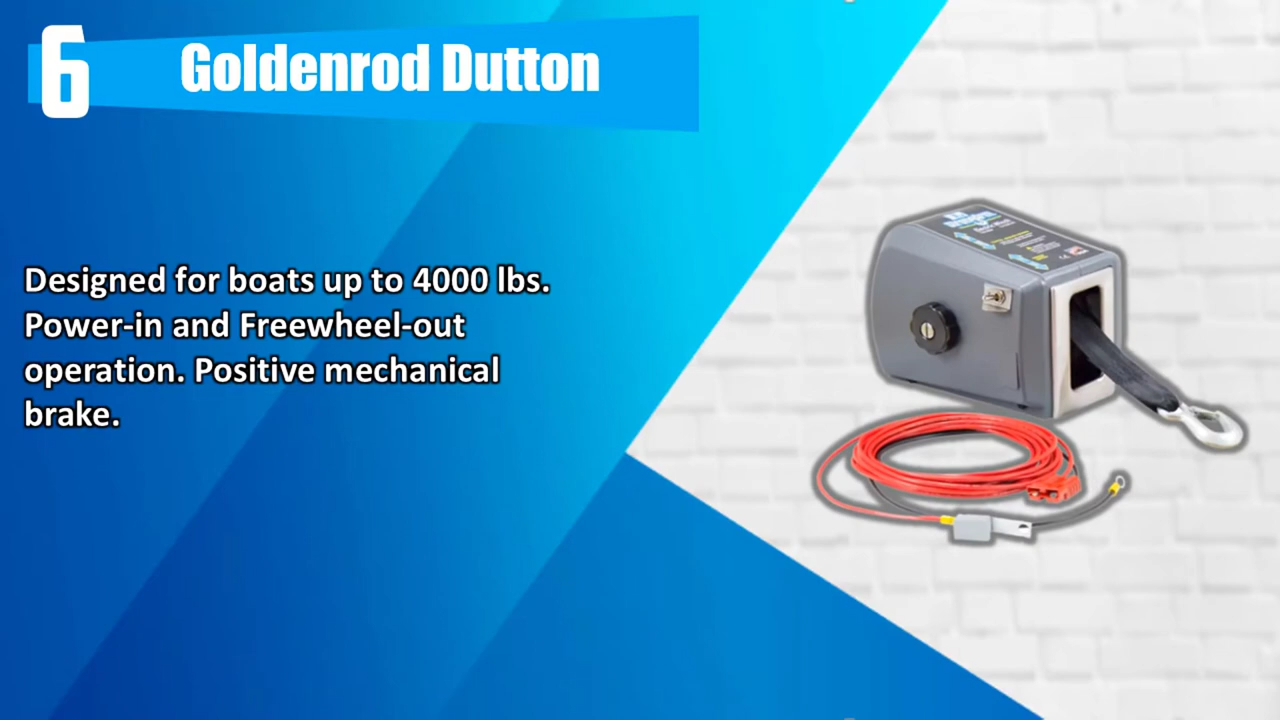 6
Goldenrod Dutton
Designed for boats up to 4000 lbs.
Power-in and Freewheel-out
operation. Positive mechanical
brake.